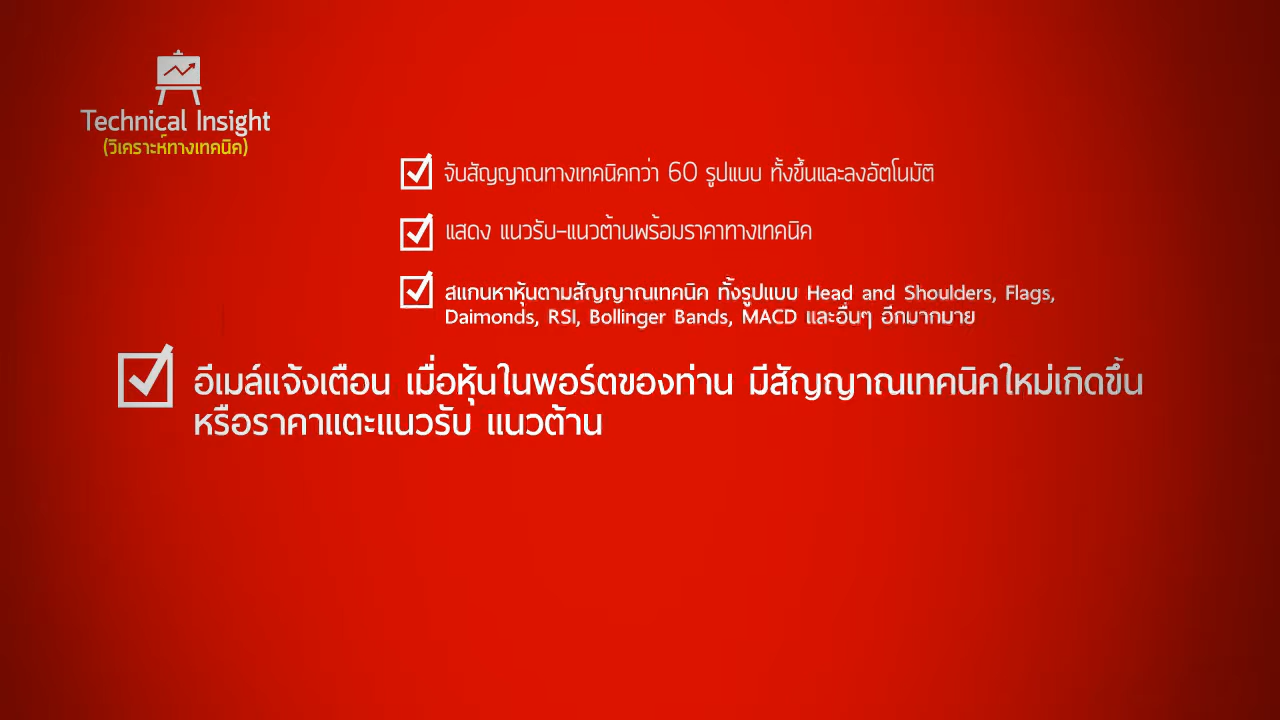 Technical Insight
(วิเคราะห์ทางเทคนิค)
จับสัญญาณทางเทคนิคกว่า 60 รูปแบบ ทั้งขึ้นและลงอัตโนมัติ
แสดง แนวรับ-แนวต้านพร้อมราคาทางเทคนิค
สแกนหาหุ้นตามสัญญาณเทคนิค ทั้งรูปแบบ Head and Shoulders, Flags,
Daimonds, RSI, Bollinger Bands, MACD และอื่นๆ อีกมากมาย
อีเมล์แจ้งเตือน เมื่อหุ้นในพอร์ตของท่าน มีสัญญาณเทคนิคใหม่เกิดขึ้น
หรือราคาแตะแนวรับ แนวต้าน